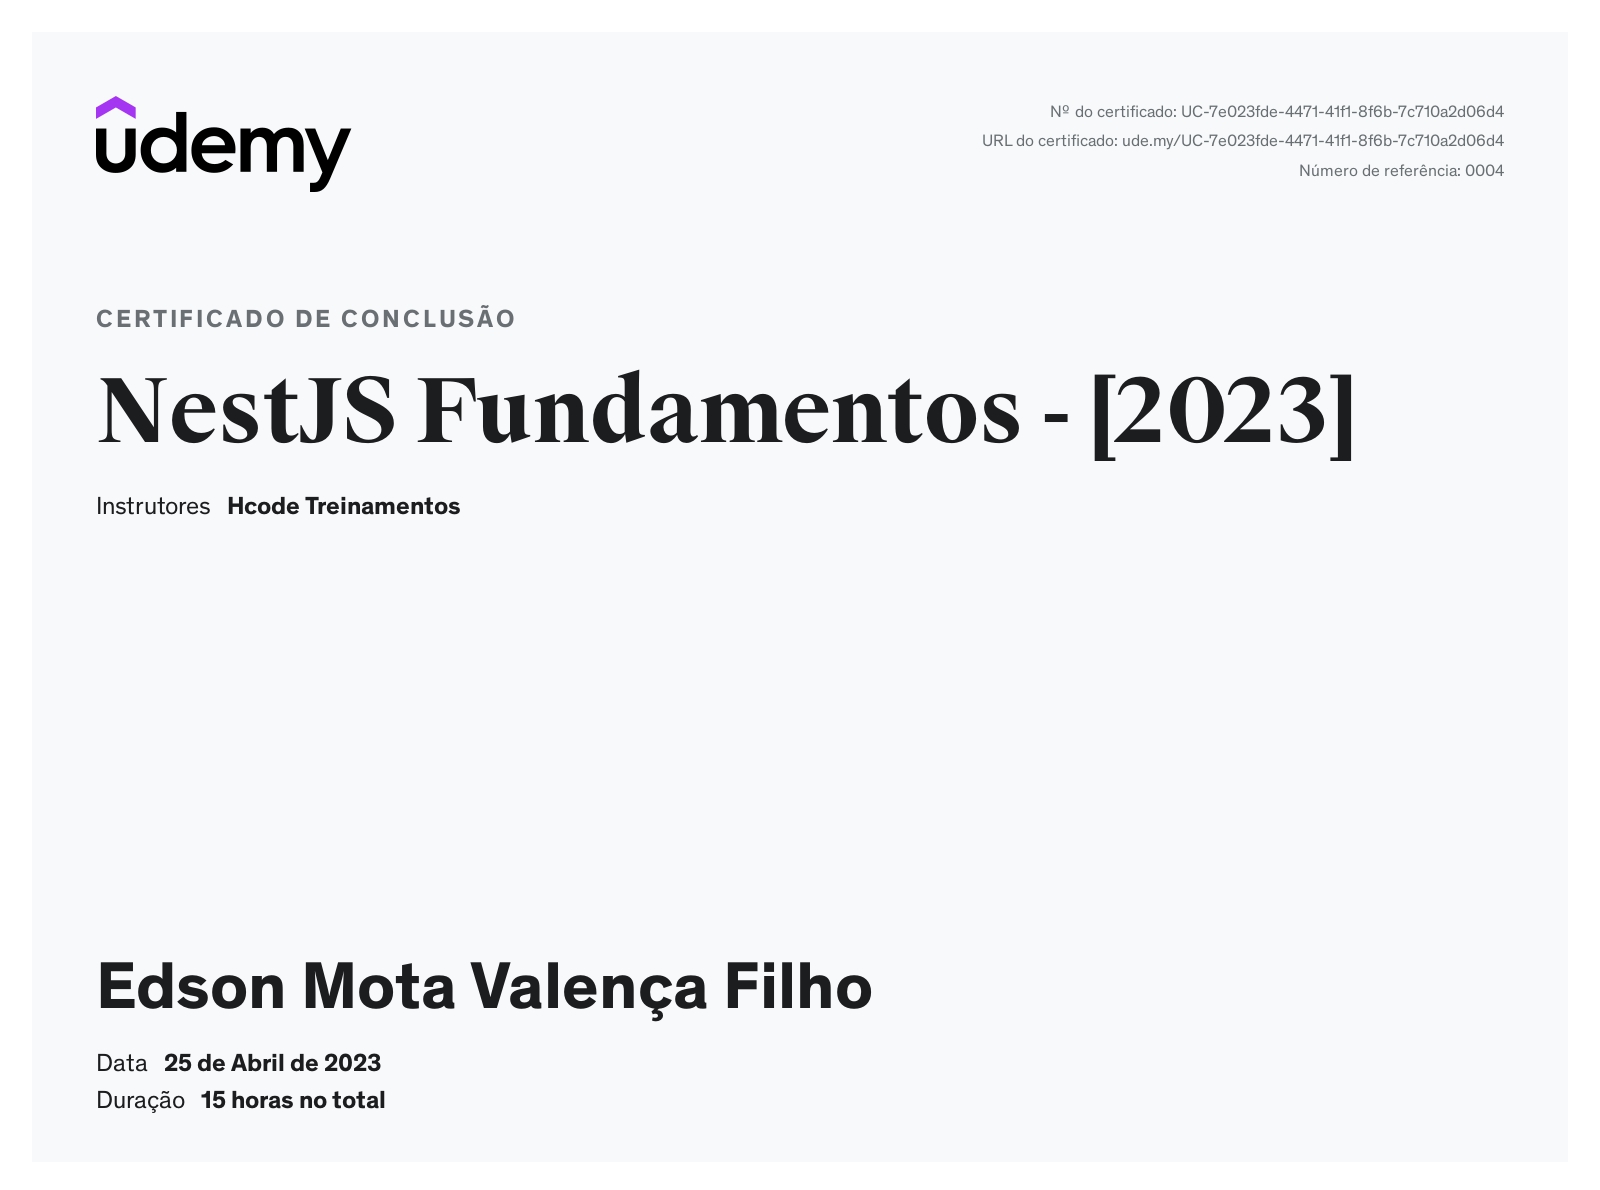 udemy
Nº do certificado: UC-7e023fde-4471-41f1-8f6b-7c710a2d06d4
URL do certificado: ude.my/UC-7e023fde-4471-41f1-8f6b-7c710a2d06d4
Número de referência: 0004
CERTIFICADO DE CONCLUSÃO
NestJS Fundamentos - [2023]
Instrutores Hcode Treinamentos
Edson Mota Valença Filho
Data 25 de Abril de 2023
Duração 15 horas no total